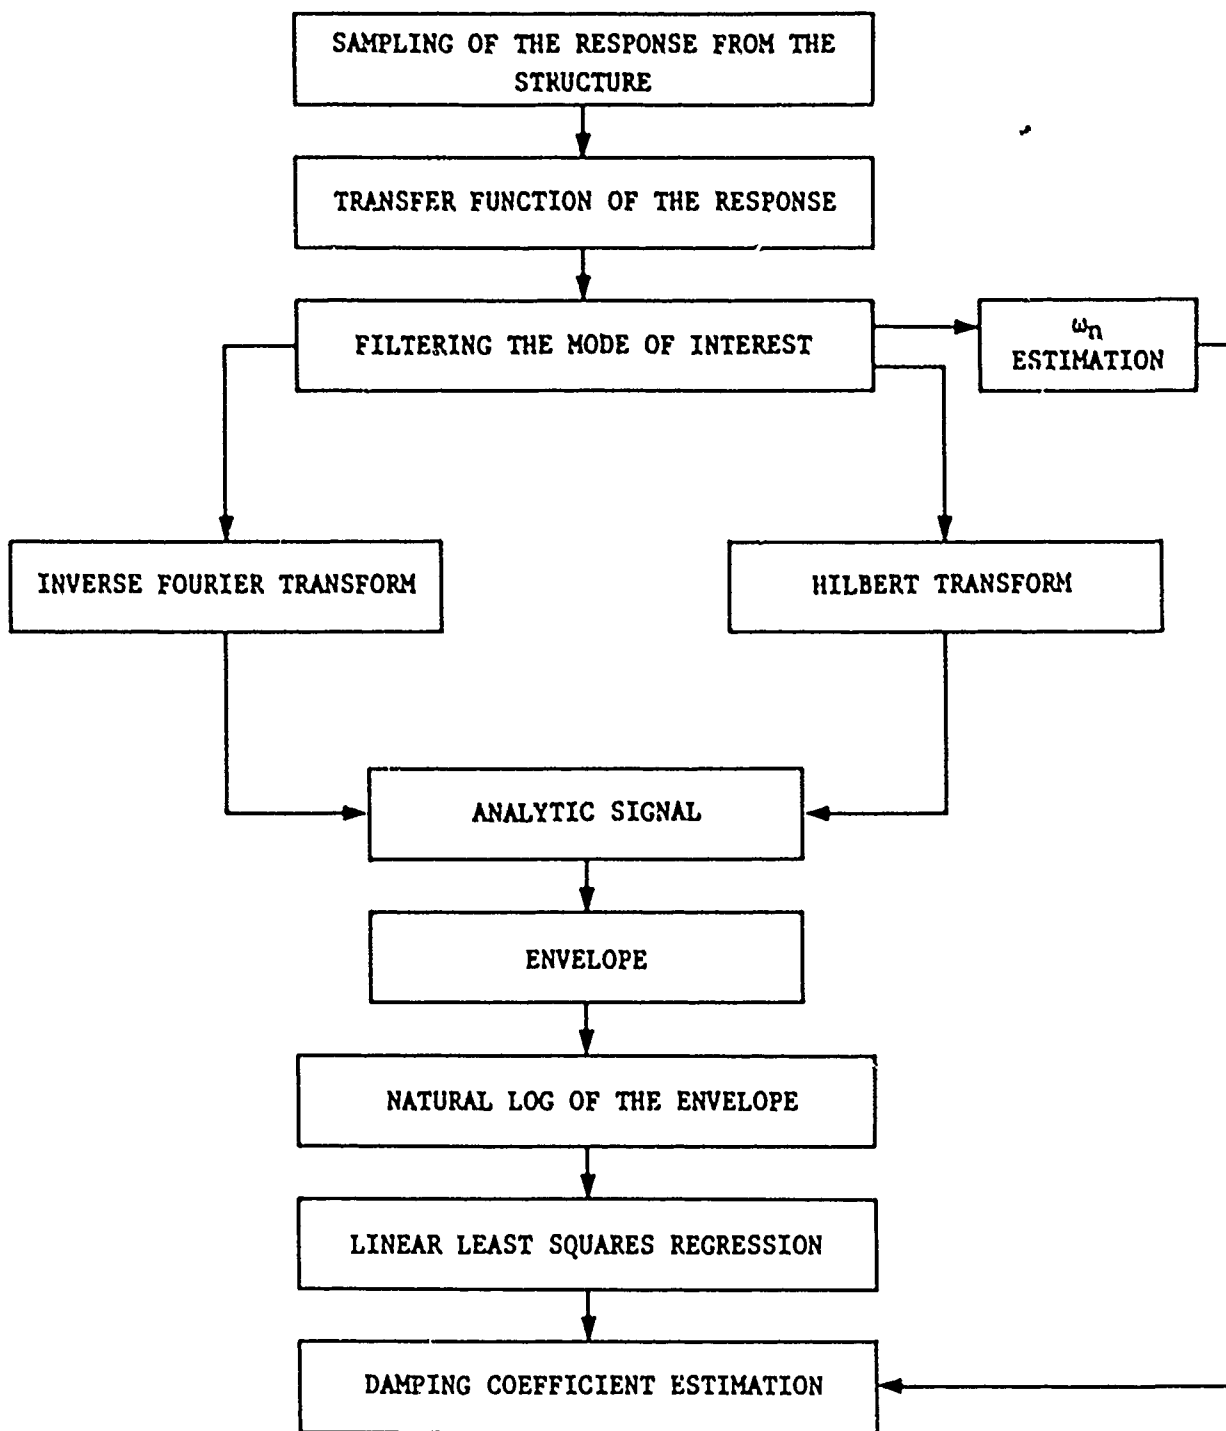 SAMPLING OF THE RESPONSE FROM THE
STRUCTURE
TRANSFER FUNCTION OF THE RESPONSE
FILTERING THE MODE OF INTEREST
ωn
ESTIMATION
INVERSE FOURIER TRANSFORM
HILBERT TRANSFORM
ANALYTIC SIGNAL
ENVELOPE
NATURAL LOG OF THE ENVELOPE
LINEAR LEAST SQUARES REGRESSION
DAMPING COEFFICIENT ESTIMATION